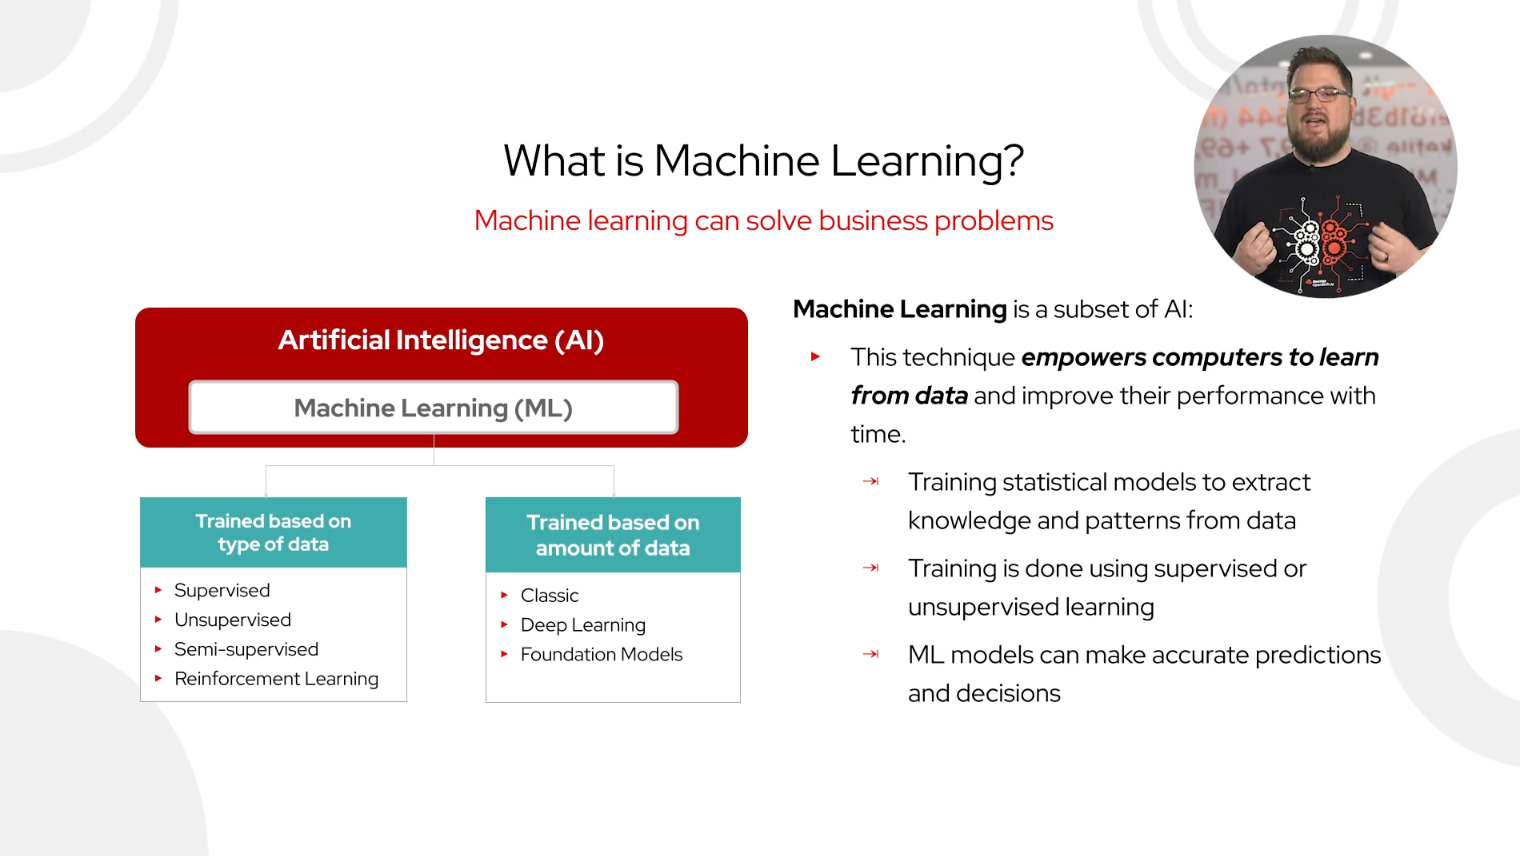 What is Machine Learning?
Machine learning can solve business problems
Artificial Intelligence (AI)
Machine Learning (ML)
Trained based on
type of data
Supervised
Unsupervised
Semi-supervised
Reinforcement Learning
Trained based on
amount of data
Classic
Deep Learning
Foundation Models
Machine Learning is a subset of AI:
This technique empowers computers to learn
from data and improve their performance with
time.
Training statistical models to extract
knowledge and patterns from data
Training is done using supervised or
unsupervised learning
ML models can make accurate predictions
and decisions